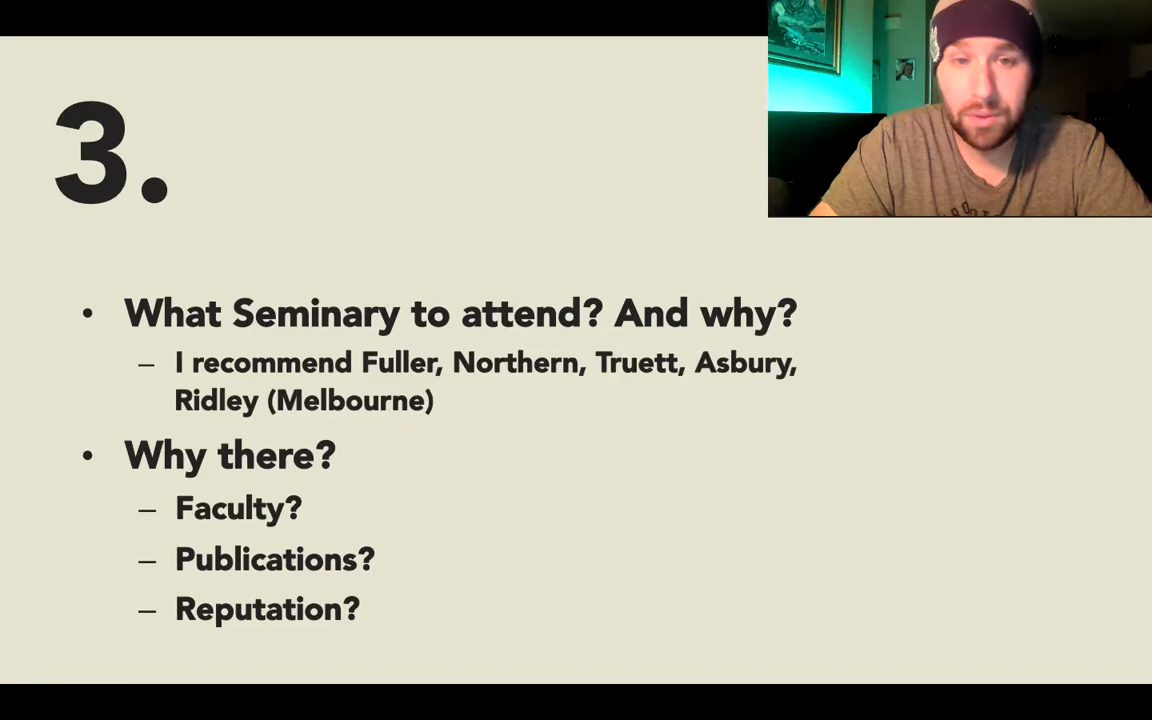 3.
• What Seminary to attend? And why?
– I recommend Fuller, Northern, Truett, Asbury,
Ridley (Melbourne)
• Why there?
– Faculty?
– Publications?
– Reputation?